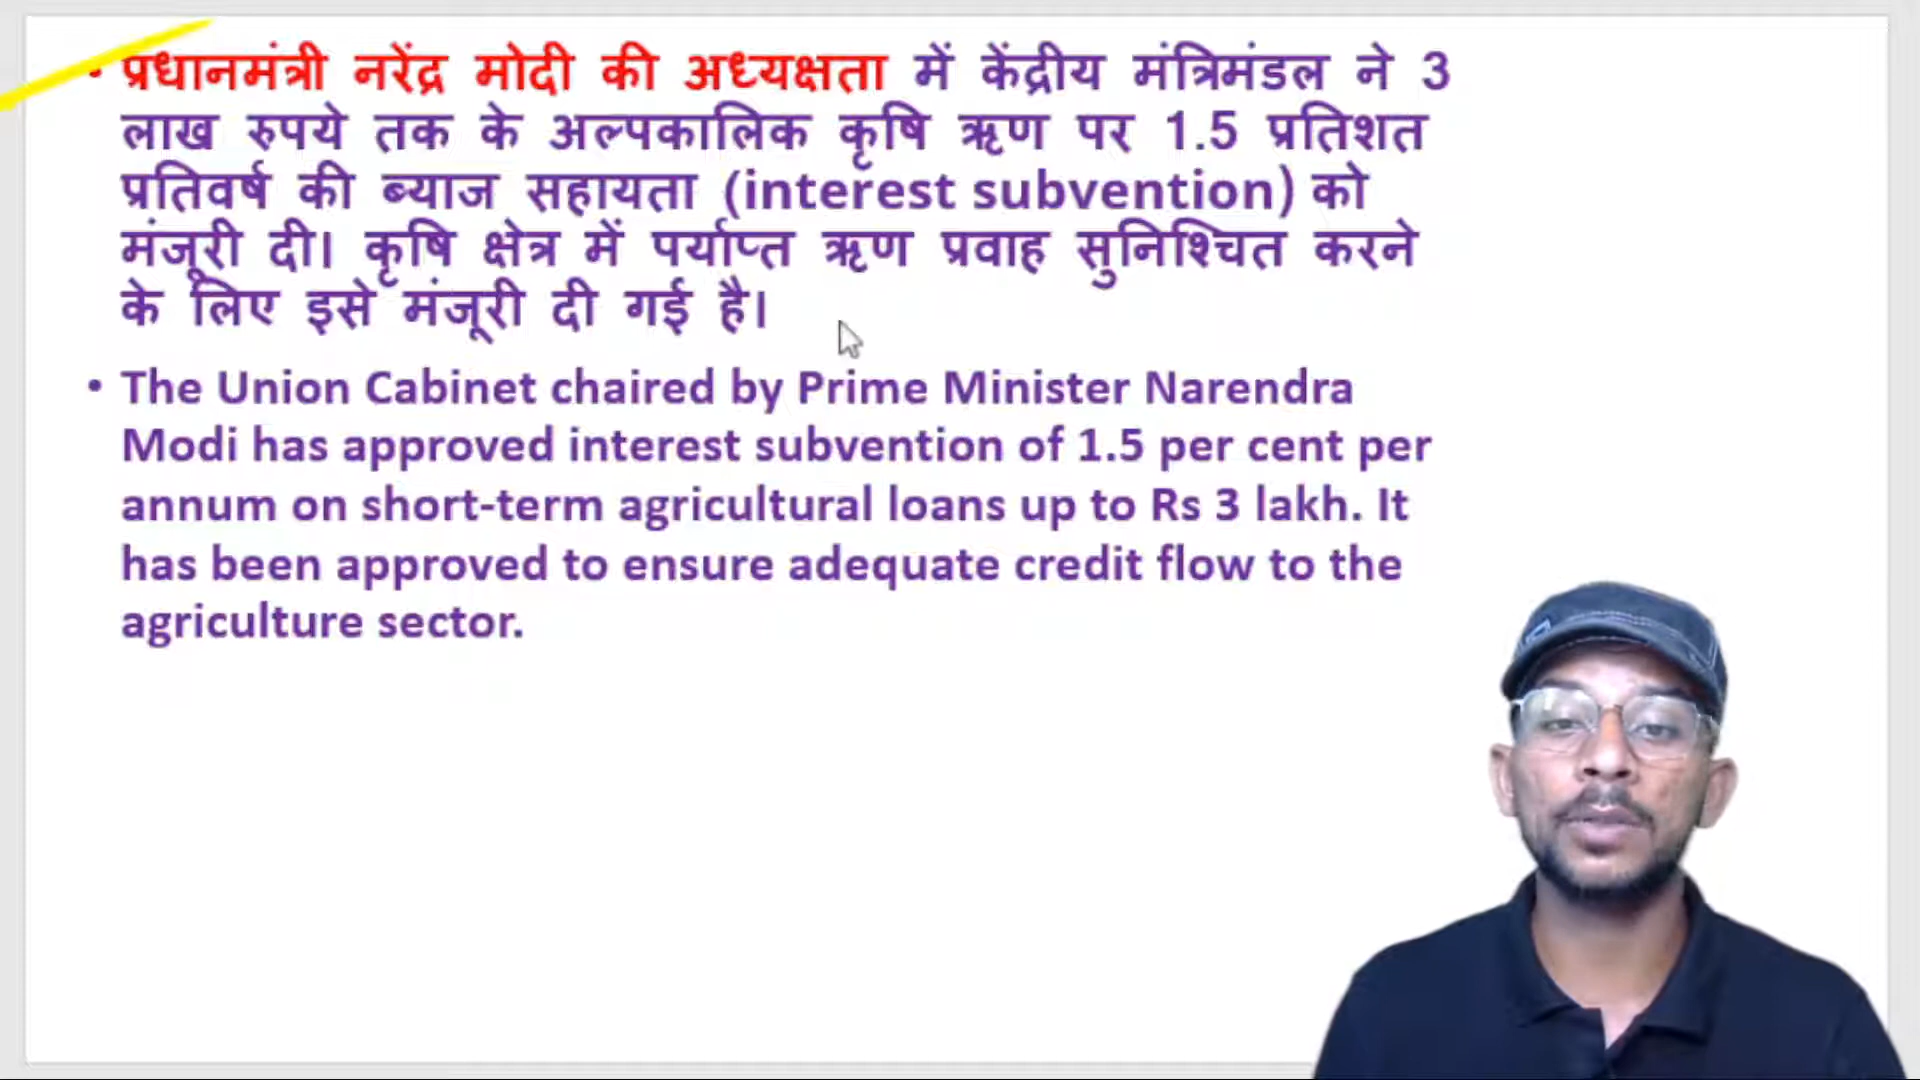 • प्रधानमंत्री नरेंद्र मोदी की अध्यक्षता में केंद्रीय मंत्रिमंडल ने 3
लाख रुपये तक के अल्पकालिक कृषि ऋण पर 1.5 प्रतिशत
प्रतिवर्ष की ब्याज सहायता (interest subvention) को
मंजूरी दी। कृषि क्षेत्र में पर्याप्त ऋण प्रवाह सुनिश्चित करने
के लिए इसे मंजूरी दी गई है।
• The Union Cabinet chaired by Prime Minister Narendra
Modi has approved interest subvention of 1.5 per cent per
annum on short-term agricultural loans up to Rs 3 lakh. It
has been approved to ensure adequate credit flow to the
agriculture sector.